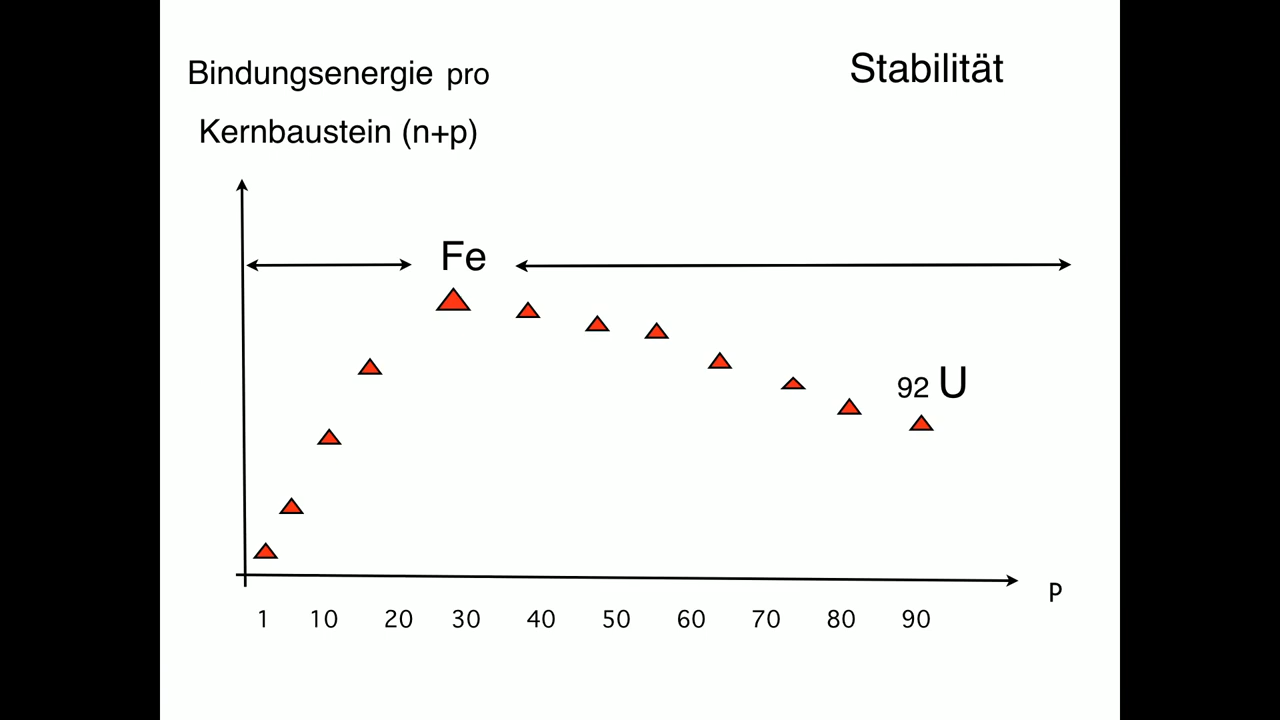 Bindungsenergie pro
Kernbaustein (n+p)
Stabilität
Fe
92 U
p
1 10 20 30 40 50 60 70 80 90